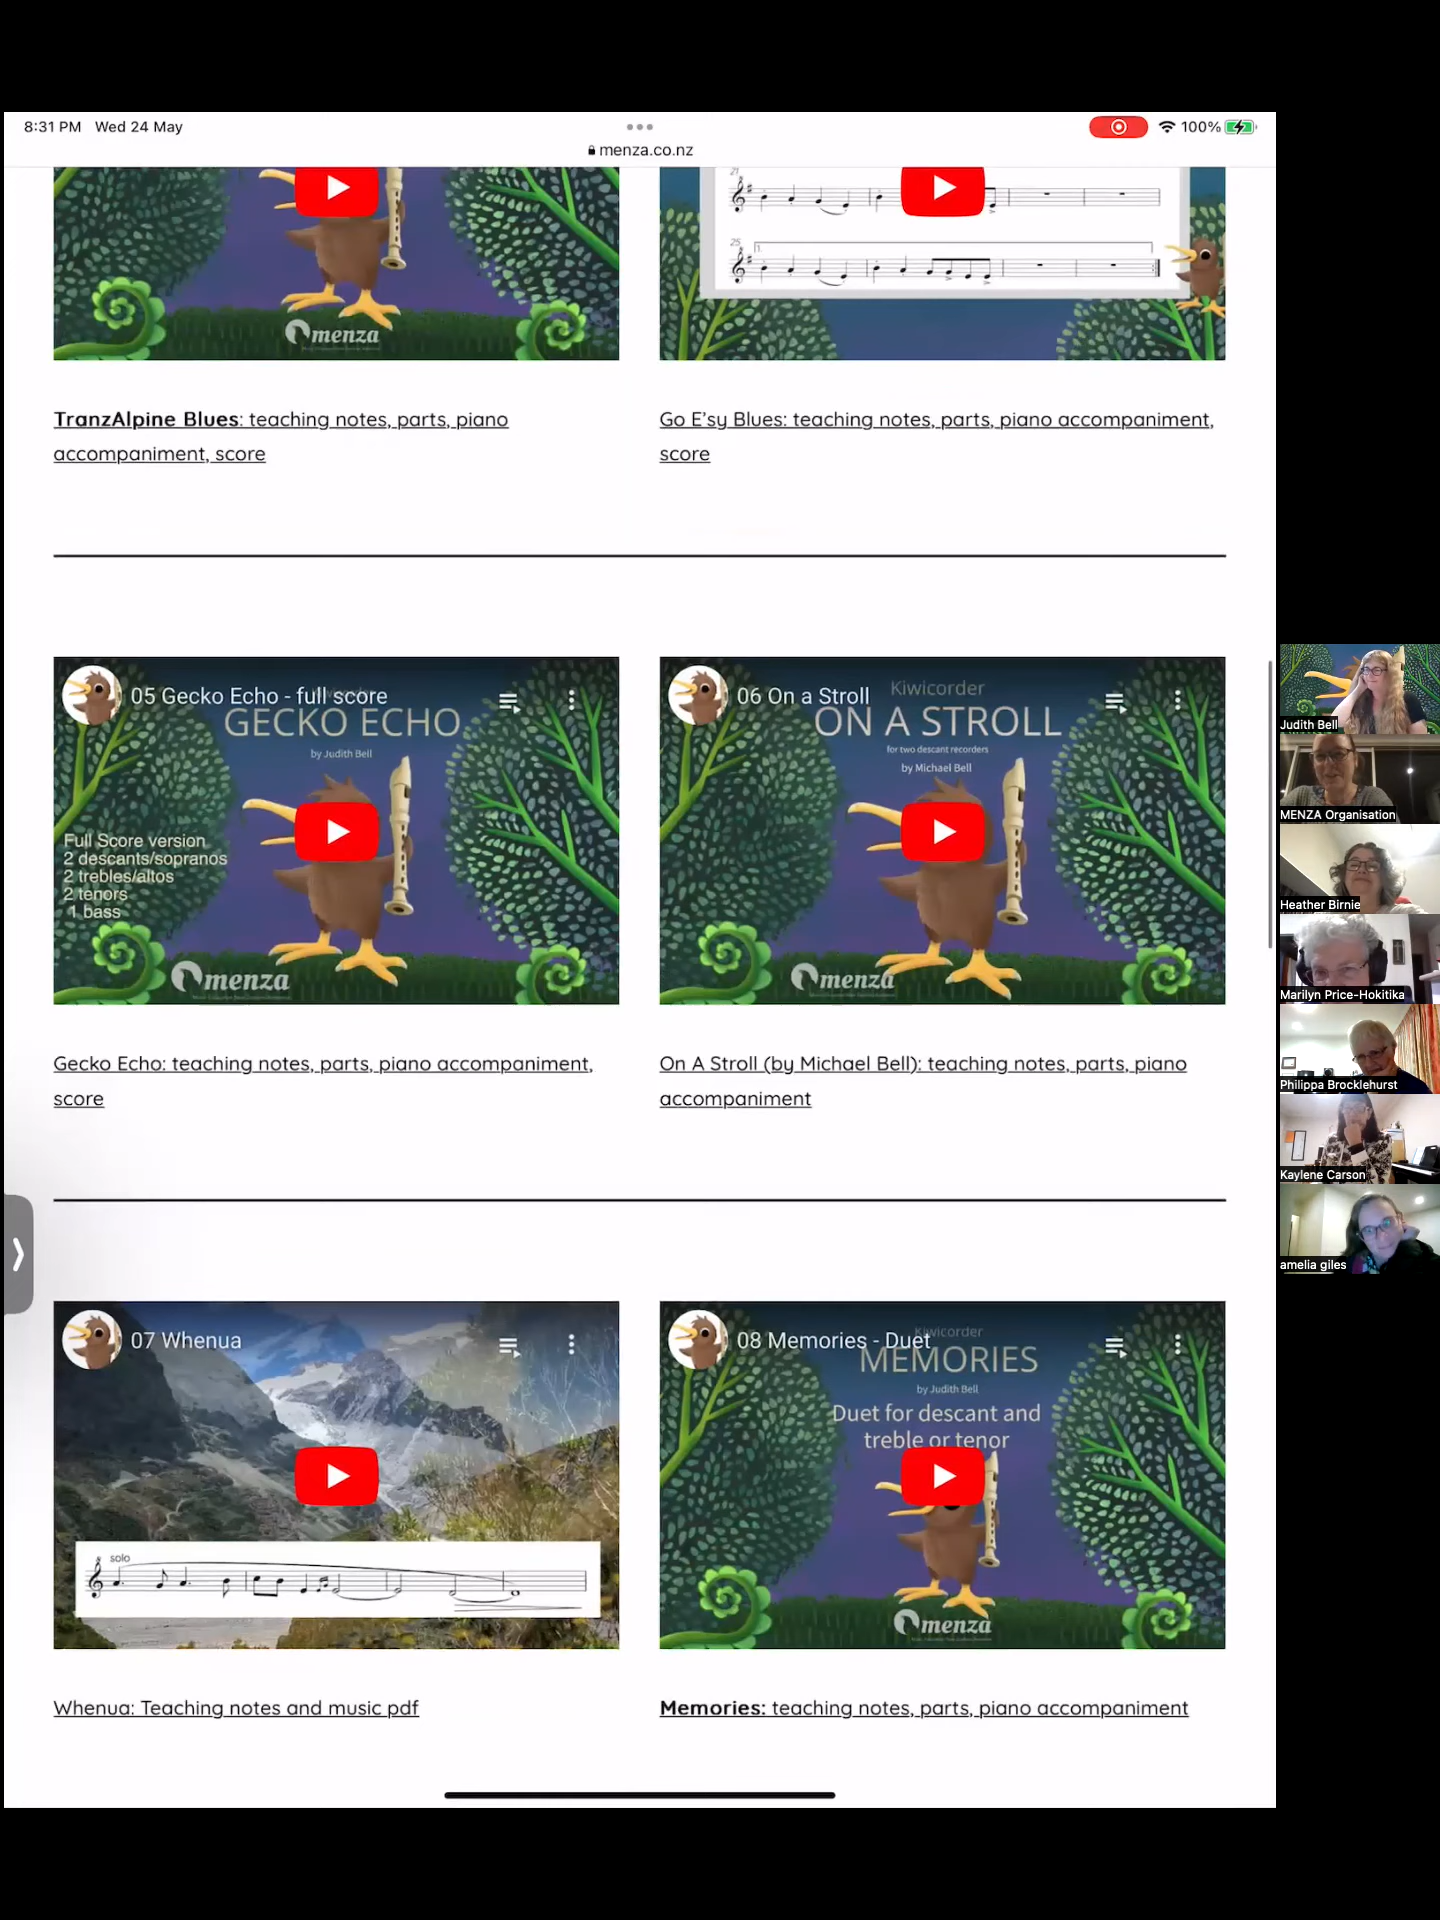 8:31 PM Wed 24 May
100%
menza.co.nz
21
25
1.
menza
TranzAlpine Blues: teaching notes, parts, piano
accompaniment, score
Go E'sy Blues: teaching notes, parts, piano accompaniment,
score
05 Gecko Echo - full score
GECKO ECHO
by Judith Bell
Full Score version
2 descants/sopranos
2 trebles/altos
2 tenors
1 bass
menza
06 On a Stroll
Kiwicorder
ON A STROLL
for two descant recorders
by Michael Bell
menza
Gecko Echo: teaching notes, parts, piano accompaniment,
score
On A Stroll (by Michael Bell): teaching notes, parts, piano
accompaniment
07 Whenua
solo
08 Memories - Duet
Kiwicorder
MEMORIES
by Judith Bell
Duet for descant and
treble or tenor
menza
Whenua: Teaching notes and music pdf
Memories: teaching notes, parts, piano accompaniment
Judith Bell
MENZA Organisation
Heather Birnie
Marilyn Price-Hokitika
Philippa Brocklehurst
Kaylene Carson
amelia giles